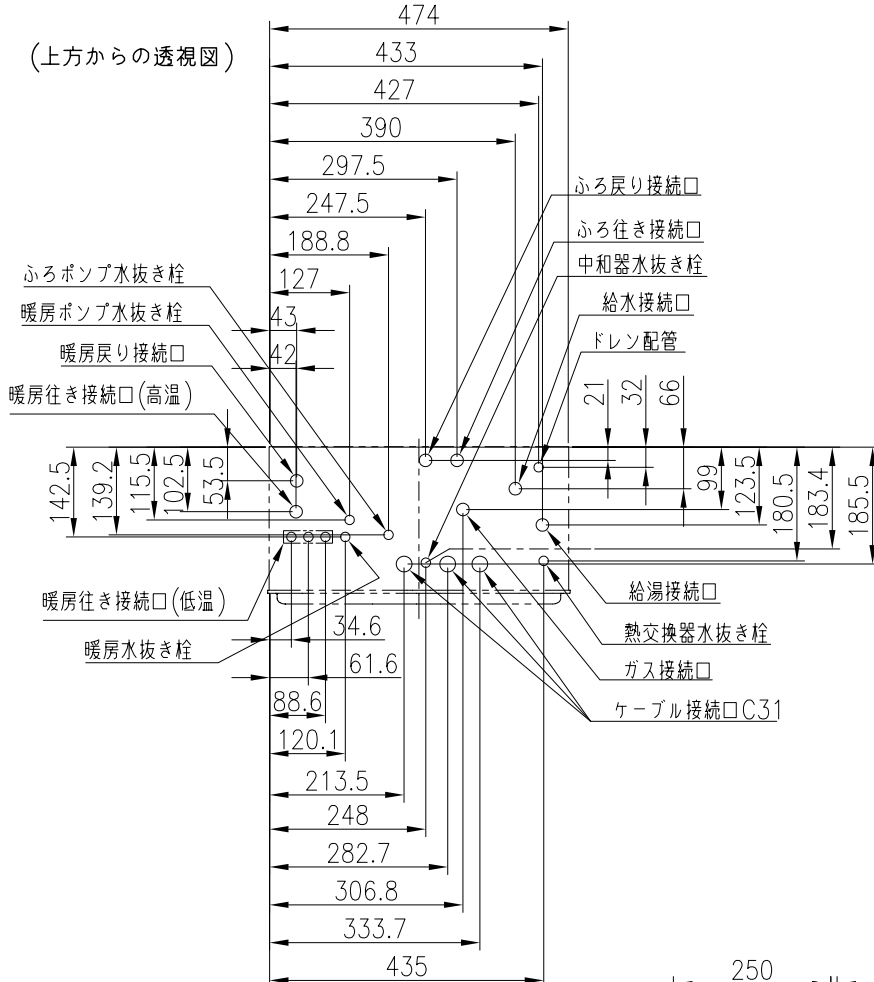 474
(上方からの透視図)
433
427
390
297.5
ふろ戻り接続口
247.5
ふろ往き接続口
188.8
中和器水抜き栓
ふろポンプ水抜き栓
127
給水接続口
暖房ポンプ水抜き栓
43
ドレン配管
暖房戻り接続口
42
暖房往き接続口(高温)
21
32
66
142.5
139.2
115.5
102.5
53.5
99
123.5
180.5
183.4
185.5
暖房往き接続口(低温)
給湯接続口
34.6
熱交換器水抜き栓
暖房水抜き栓
61.6
ガス接続口
88.6
ケーブル接続口C31
120.1
213.5
248
282.7
306.8
333.7
435
250